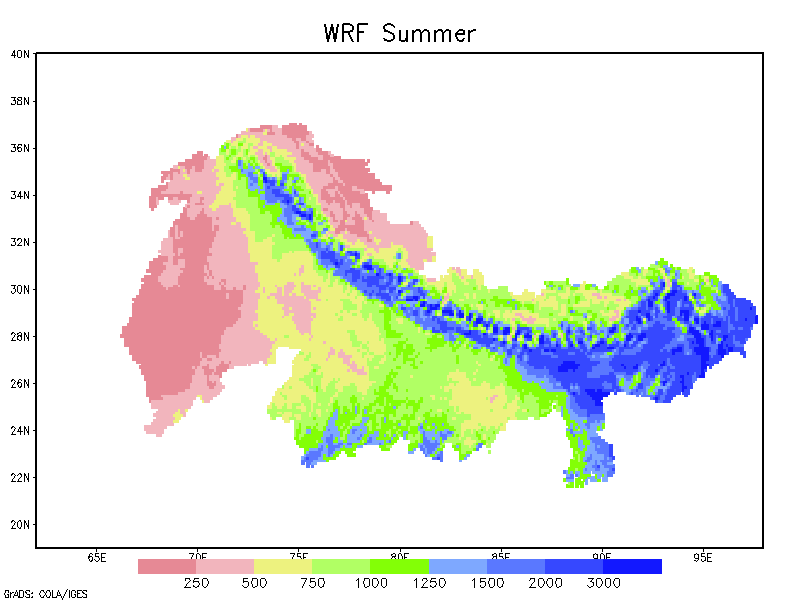 WRF Summer
40N
38N
36N
34N
32N
30N
28N
26N
24N
22N
20N
65E 70E 75E 80E 85E 90E 95E
250 500 750 1000 1250 1500 2000 3000
GrADS: COLA/IGES